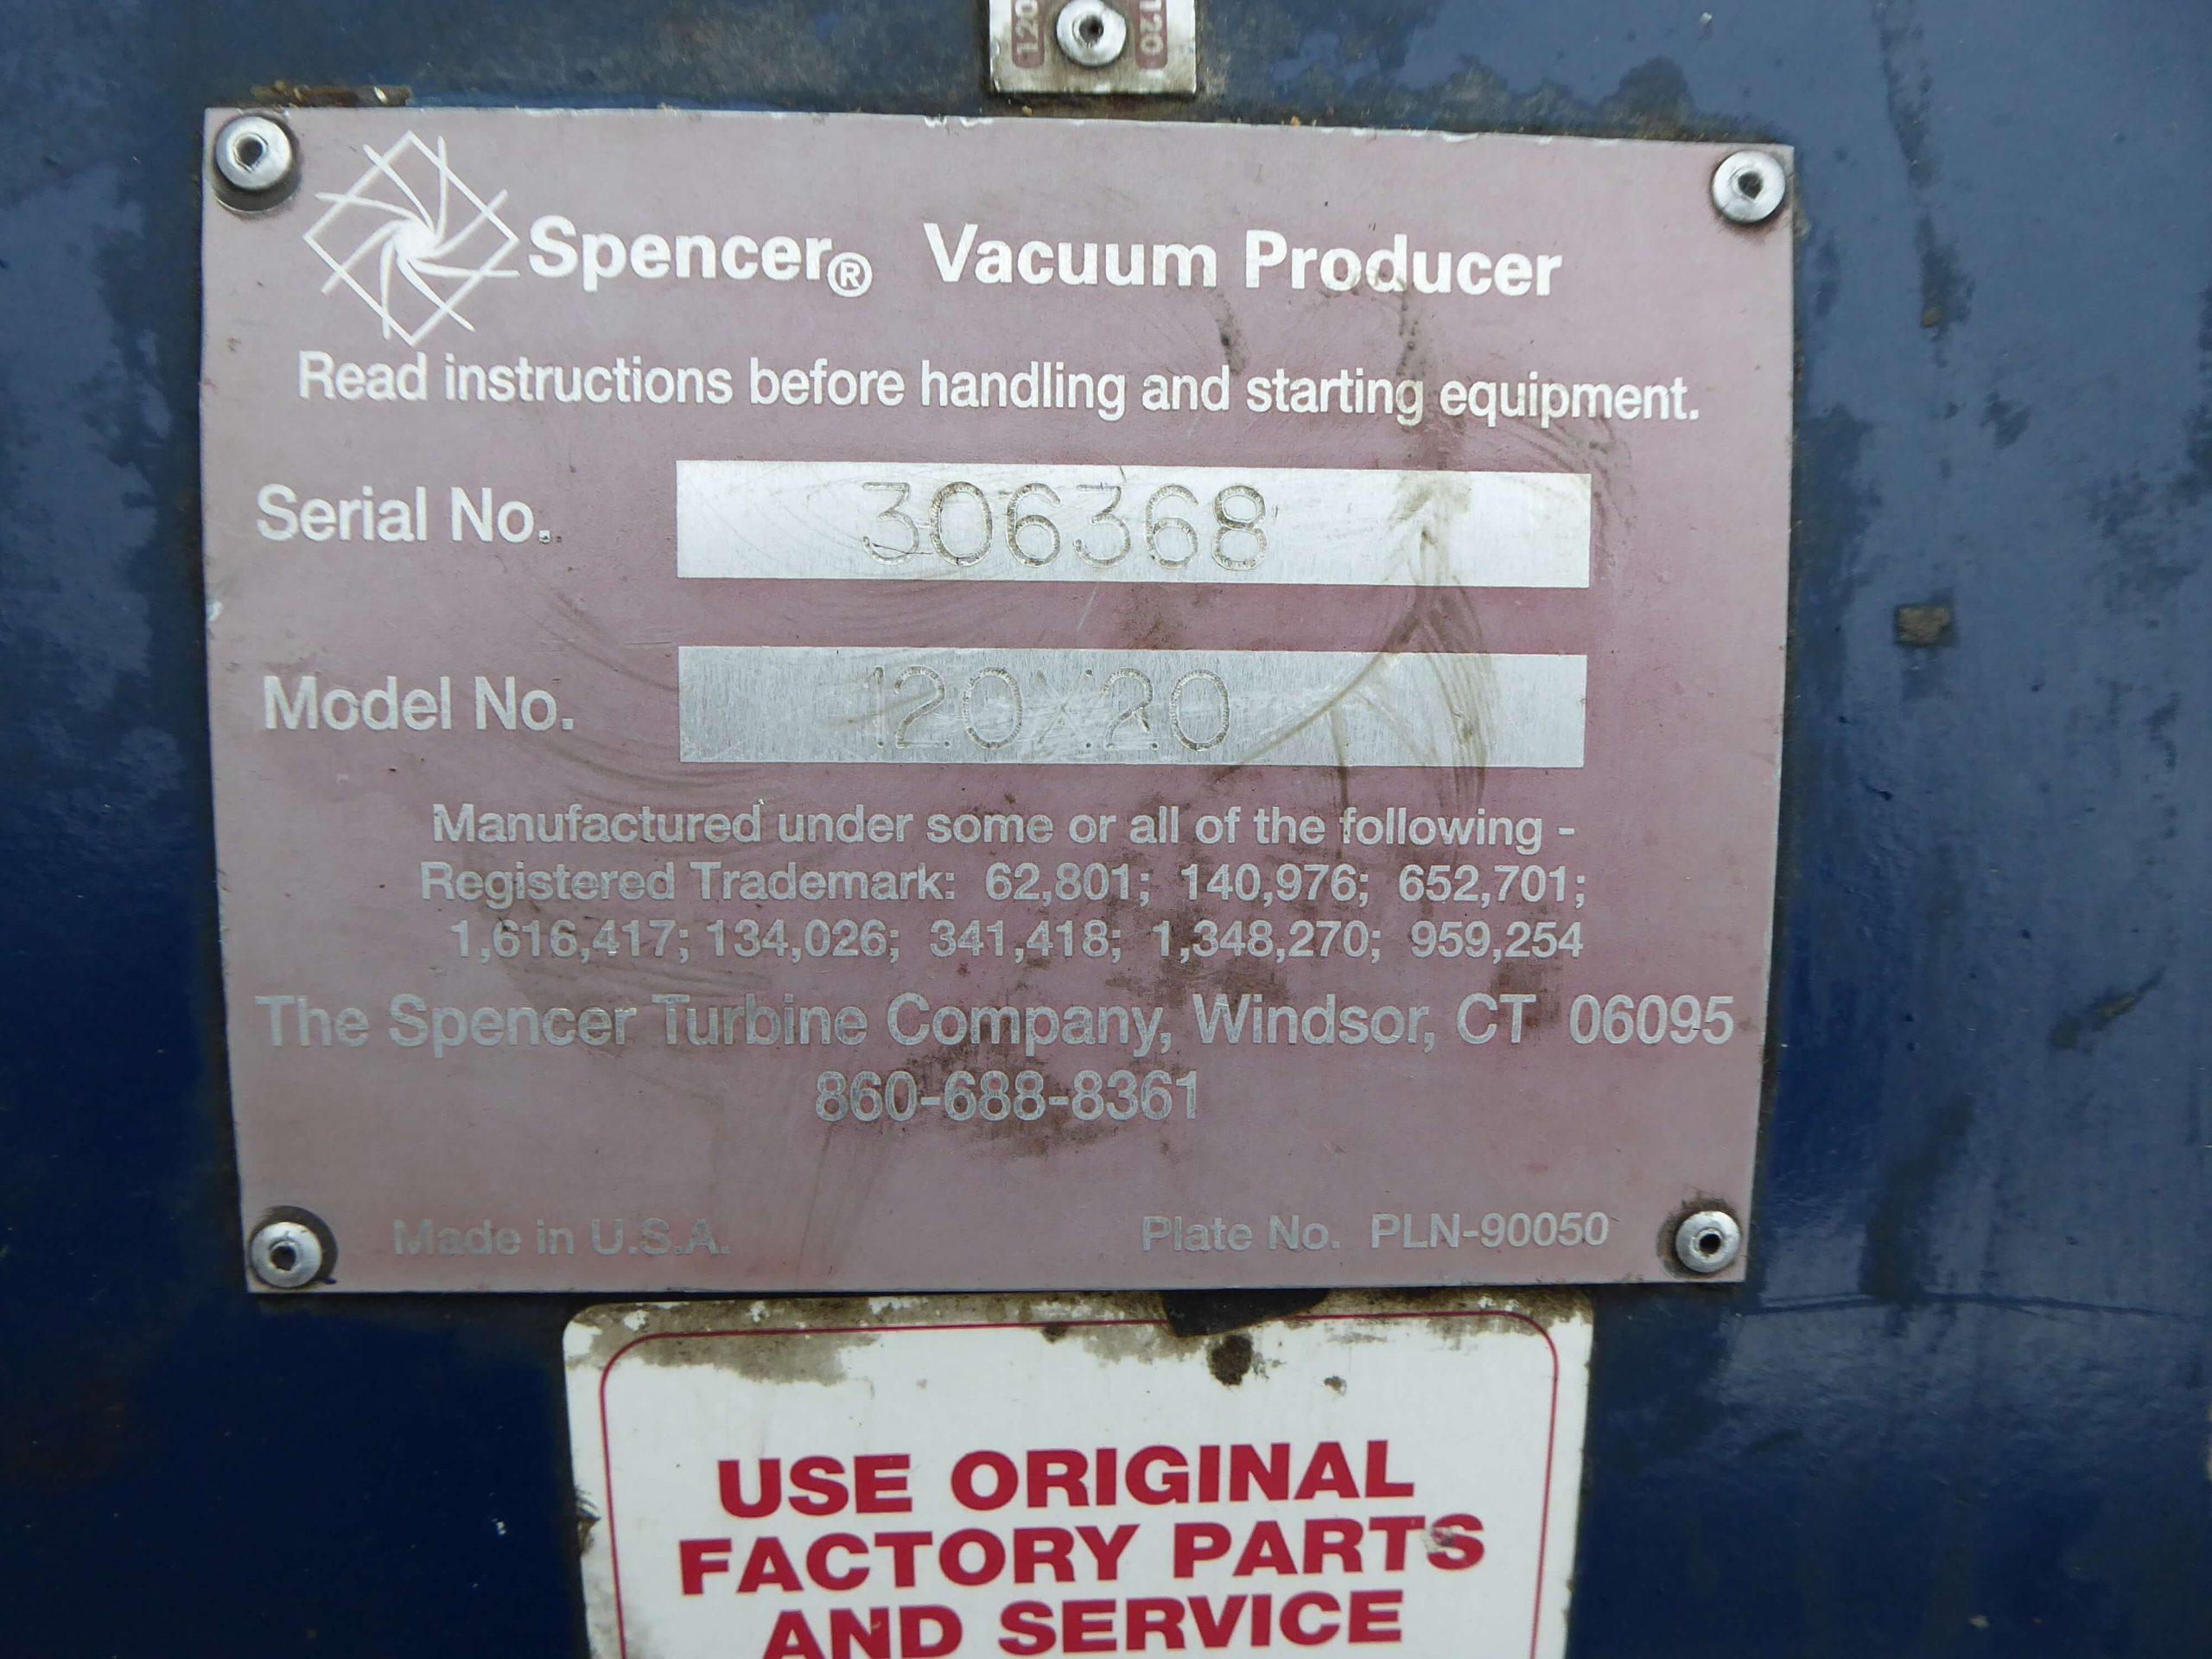 120 120
Spencer® Vacuum Producer
Read instructions before handling and starting equipment.
Serial No. 306368
Model No. 120X20
Manufactured under some or all of the following -
Registered Trademark: 62,801; 140,976; 652,701;
1,616,417; 134,026; 341,418; 1,348,270; 959,254
The Spencer Turbine Company, Windsor, CT 06095
860-688-8361
Made in U.S.A. Plate No. PLN-90050
USE ORIGINAL
FACTORY PARTS
AND SERVICE